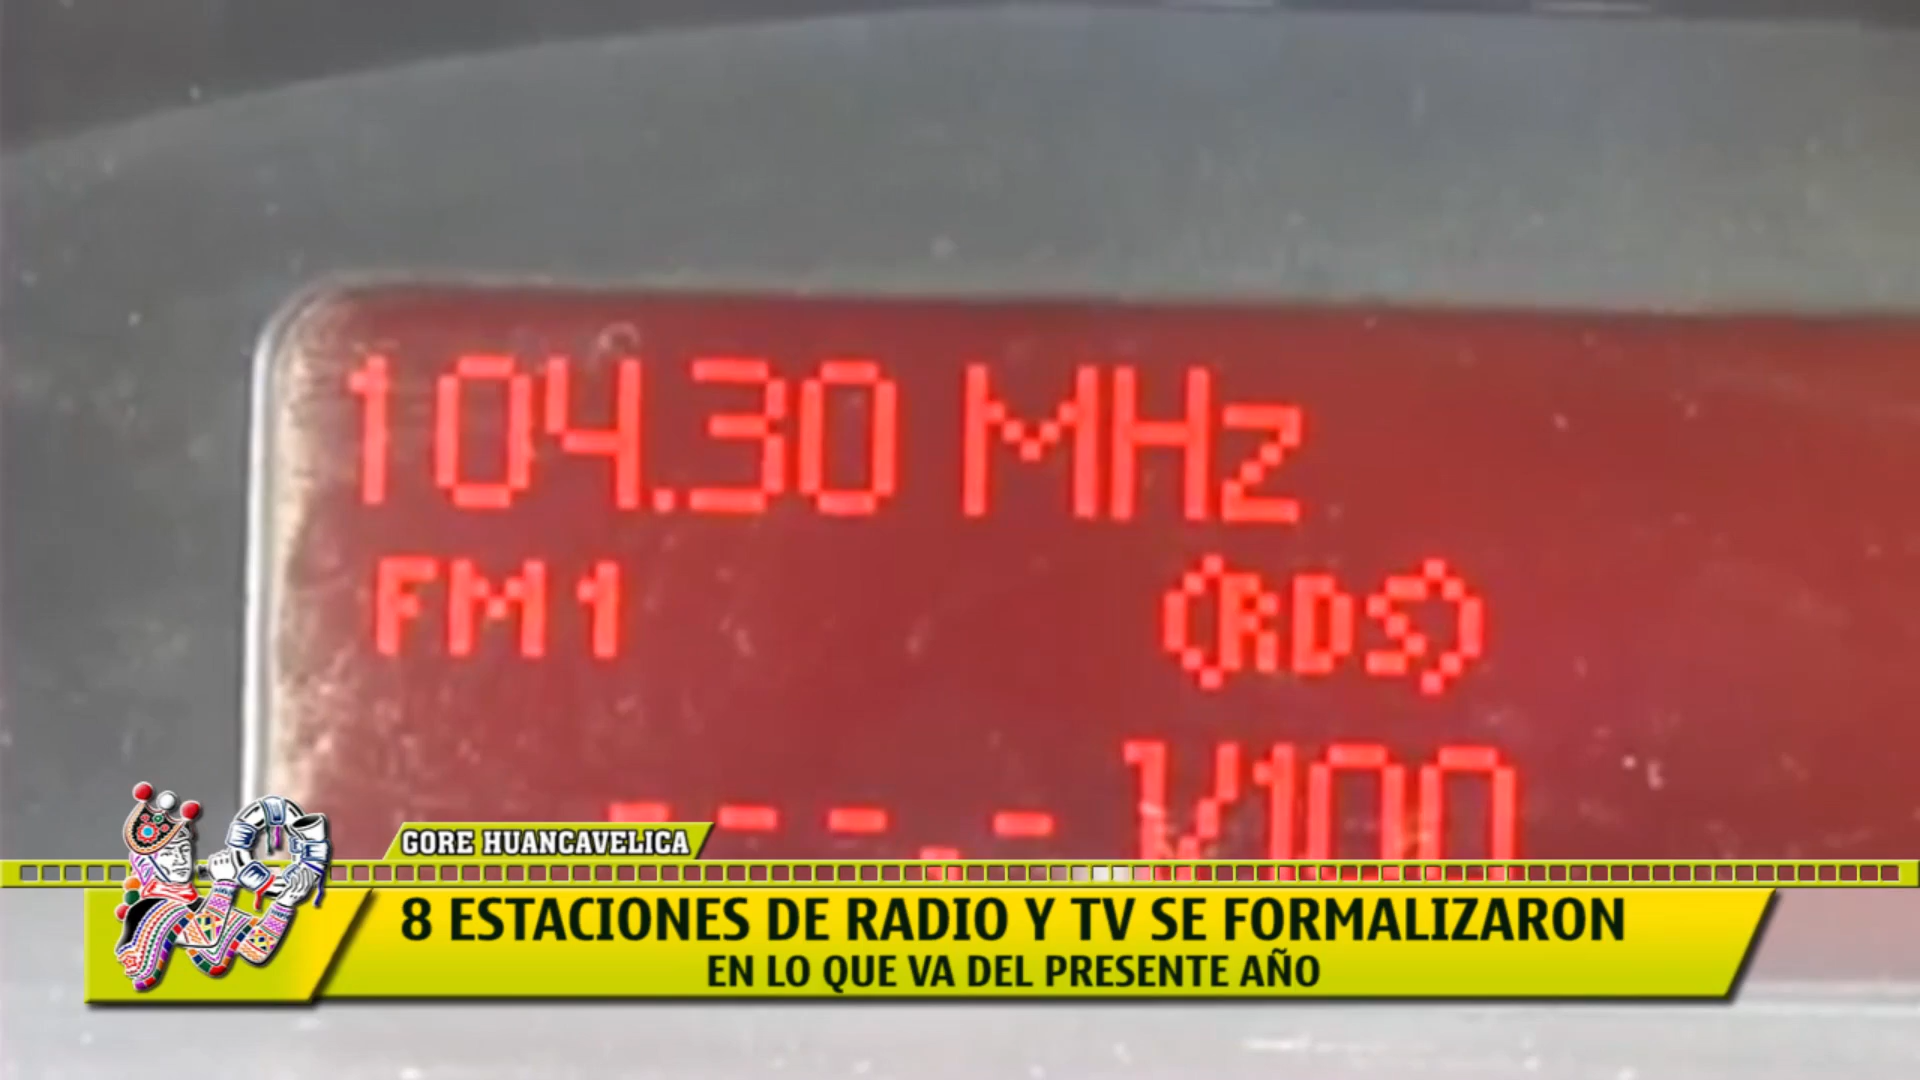 104.30 MHz
FM1
(RDS)
---.-
GORE HUANCAVELICA
8 ESTACIONES DE RADIO Y TV SE FORMALIZARON
EN LO QUE VA DEL PRESENTE AÑO